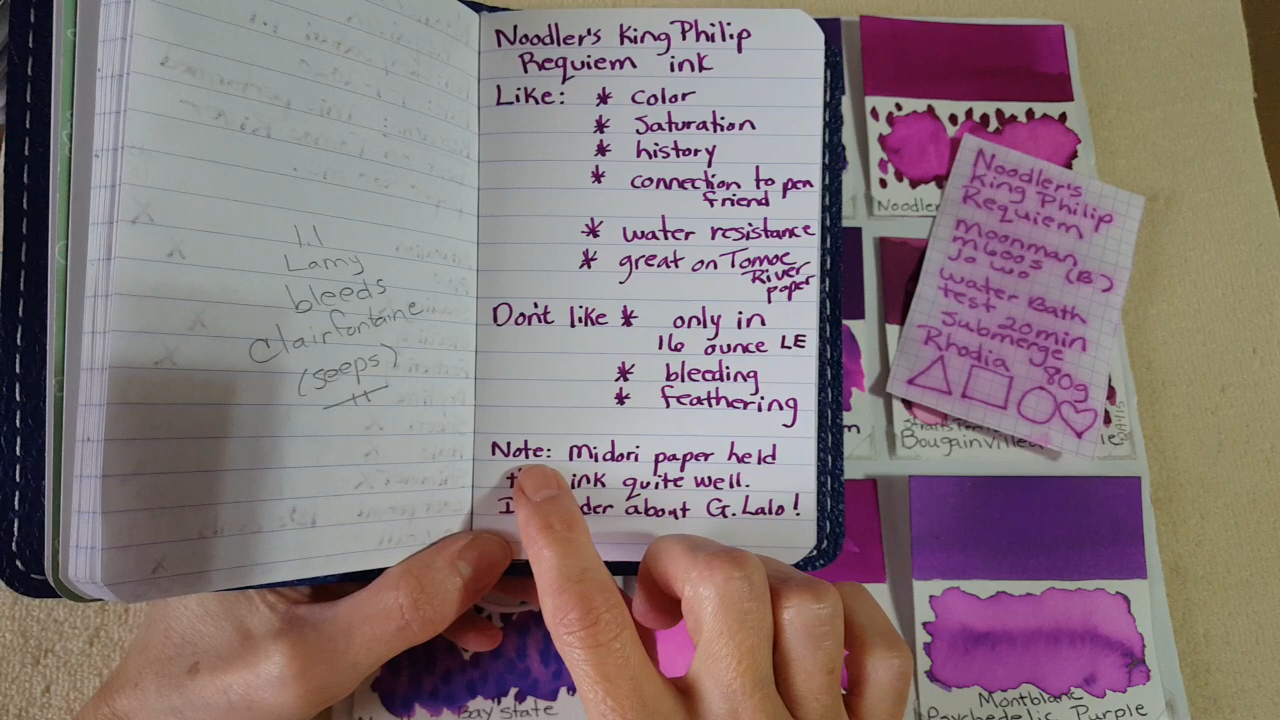 1.1
Lamy
bleeds
Clairfontaine
(seeps)
Noodler's King Philip
Requiem ink
Like: * color
* Saturation
* history
* connection to pen
friend
* water resistance
* great on Tomoe
River
paper
Don't like * only in
16 ounce LE
* bleeding
* feathering
Note: Midori paper held
ink quite well.
I about G. Lalo!
Noodler
Noodler's
King Philip
Requiem
Moonman
M600s (B)
Jo Wo
Water Bath
test 20min
Submerge
Rhodia 80g
Bougainville
Bay State
Montblanc
Psychedelic Purple